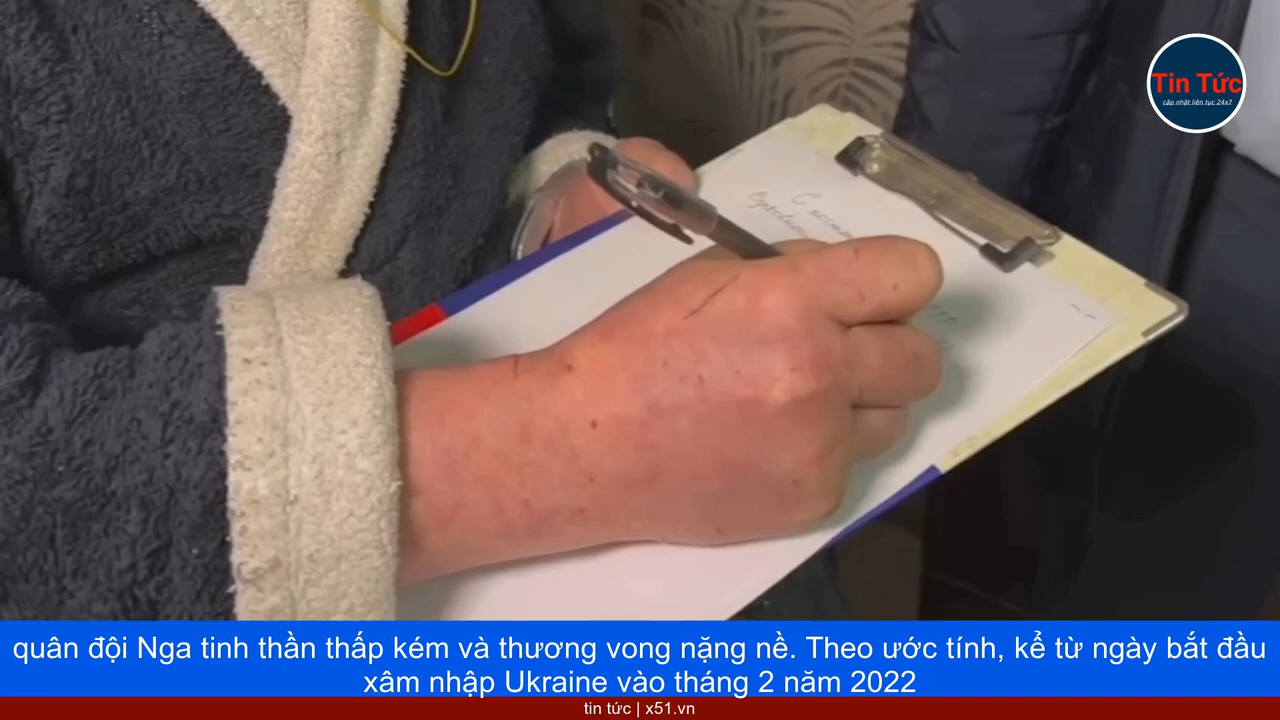 Tin Tức
cập nhật liên tục 24x7
quân đội Nga tinh thần thấp kém và thương vong nặng nề. Theo ước tính, kể từ ngày bắt đầu
xâm nhập Ukraine vào tháng 2 năm 2022
tin tức | x51.vn